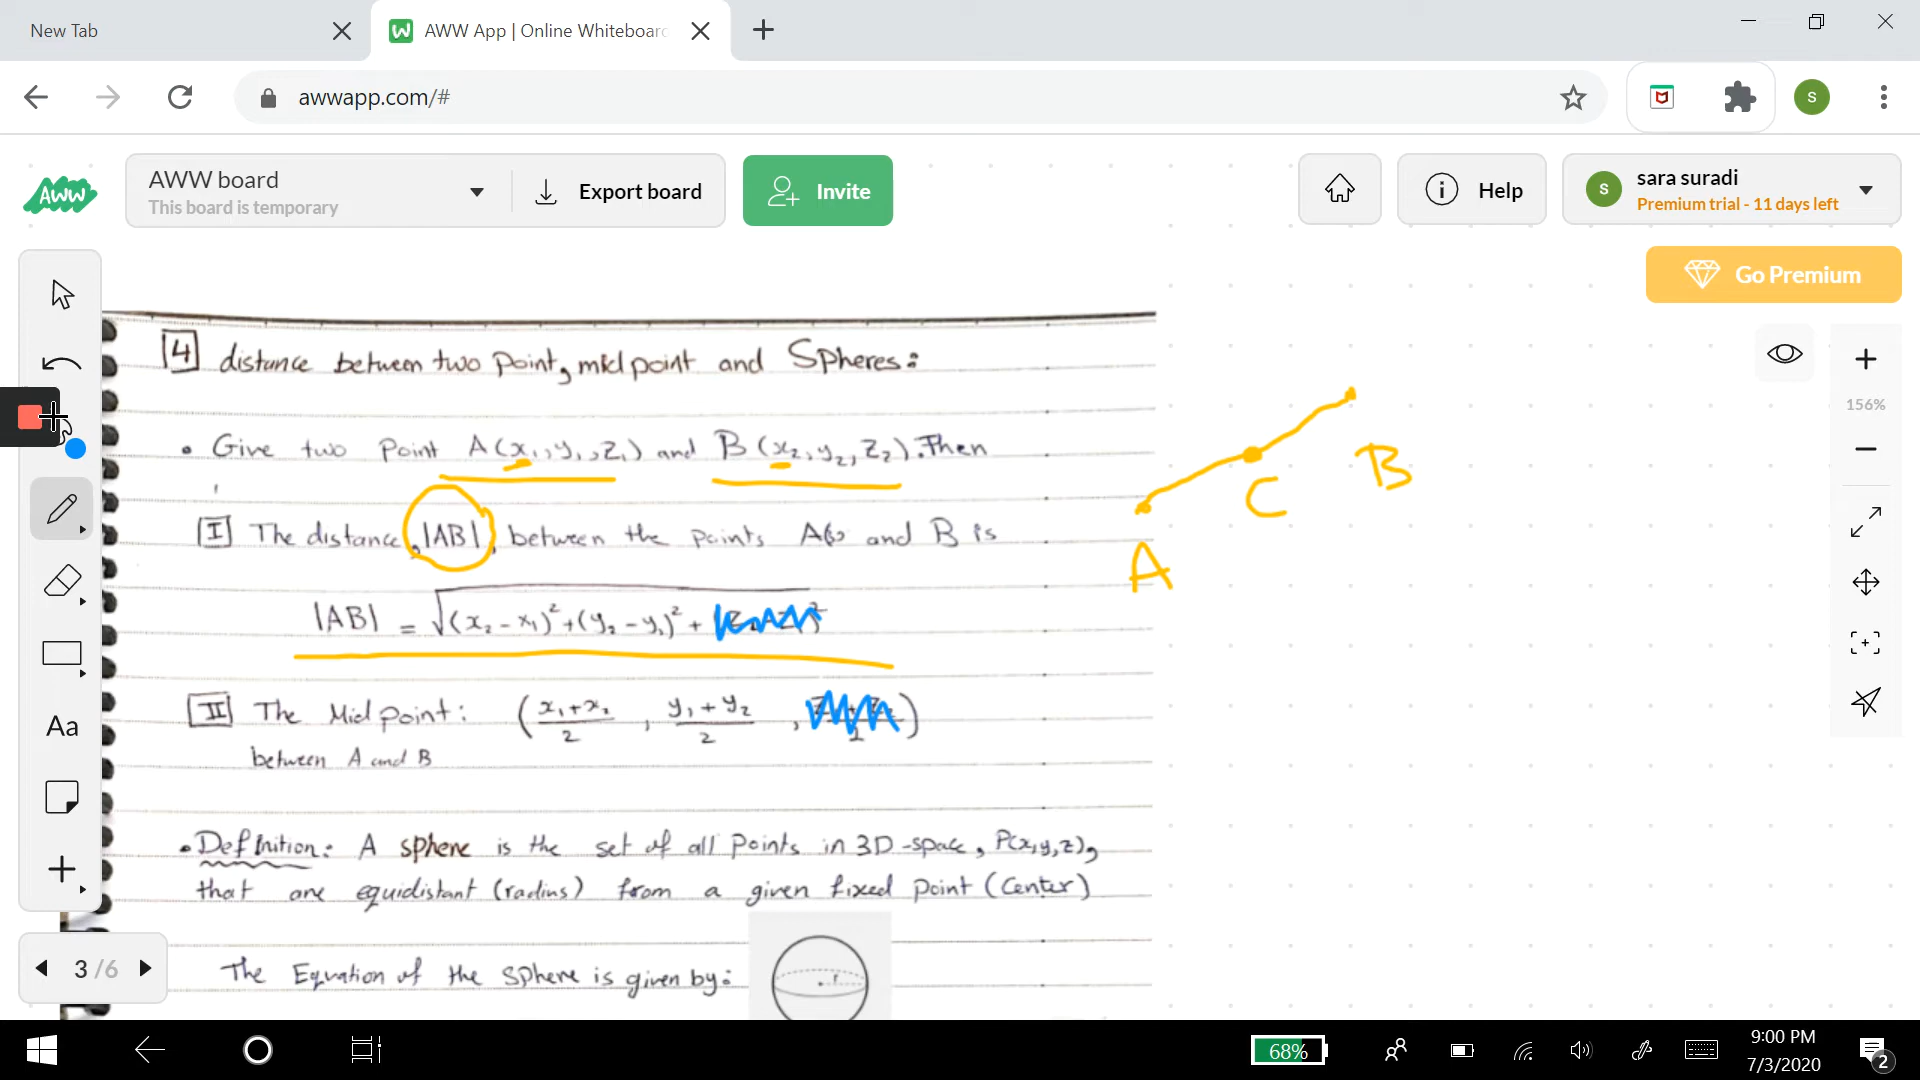 New Tab
AWW App | Online Whiteboard
awwapp.com/#
S
AWW
AWW board
This board is temporary
Export board
Invite
Help
S
sara suradi
Premium trial - 11 days left
Go Premium
156%
4 distance between two Point, midpoint and Spheres:
• Give two Point A(x₁,y₁,z₁) and B(x₂,y₂,z₂). Then
I The distance, |AB|, between the points A and B is
|AB| = √(x₂ - x₁)² + (y₂ - y₁)² +
II The Mid point: (x₁+x₂/2, y₁+y₂/2, )
between A and B
A
C
B
• Definition: A sphere is the set of all Points in 3D-space, P(x,y,z),
that are equidistant (radius) from a given fixed point (Center)
The Equation of the sphere is given by:
r
Aa
3 /6
68%
9:00 PM
7/3/2020
2